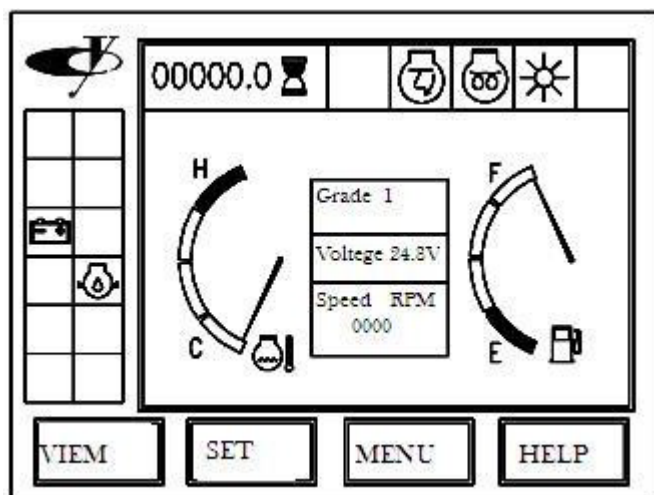 00000.0
H
F
Grade 1
Voltege 24.8V
Speed RPM
0000
C
E
VIEM
SET
MENU
HELP